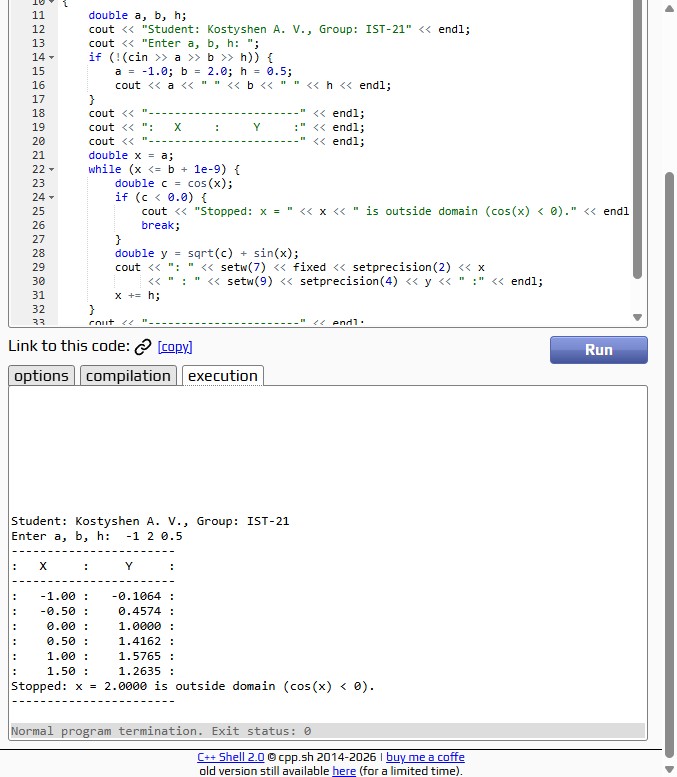 10 {
11 double a, b, h;
12 cout << "Student: Kostyshen A. V., Group: IST-21" << endl;
13 cout << "Enter a, b, h: ";
14 if (!(cin >> a >> b >> h)) {
15 a = -1.0; b = 2.0; h = 0.5;
16 cout << a << " " << b << " " << h << endl;
17 }
18 cout << "-----------------------" << endl;
19 cout << ":   X     :     Y     :" << endl;
20 cout << "-----------------------" << endl;
21 double x = a;
22 while (x <= b + 1e-9) {
23 double c = cos(x);
24 if (c < 0.0) {
25 cout << "Stopped: x = " << x << " is outside domain (cos(x) < 0)." << endl
26 break;
27 }
28 double y = sqrt(c) + sin(x);
29 cout << ": " << setw(7) << fixed << setprecision(2) << x
30 << " : " << setw(9) << setprecision(4) << y << " :" << endl;
31 x += h;
32 }
33 cout << "-----------------------" << endl;
Link to this code: [copy]
Run
options compilation execution
Student: Kostyshen A. V., Group: IST-21
Enter a, b, h:  -1 2 0.5
-----------------------
:   X     :     Y     :
-----------------------
:   -1.00 :   -0.1064 :
:   -0.50 :    0.4574 :
:    0.00 :    1.0000 :
:    0.50 :    1.4162 :
:    1.00 :    1.5765 :
:    1.50 :    1.2635 :
Stopped: x = 2.0000 is outside domain (cos(x) < 0).
-----------------------
Normal program termination. Exit status: 0
C++ Shell 2.0 © cpp.sh 2014-2026 | buy me a coffe
old version still available here (for a limited time).